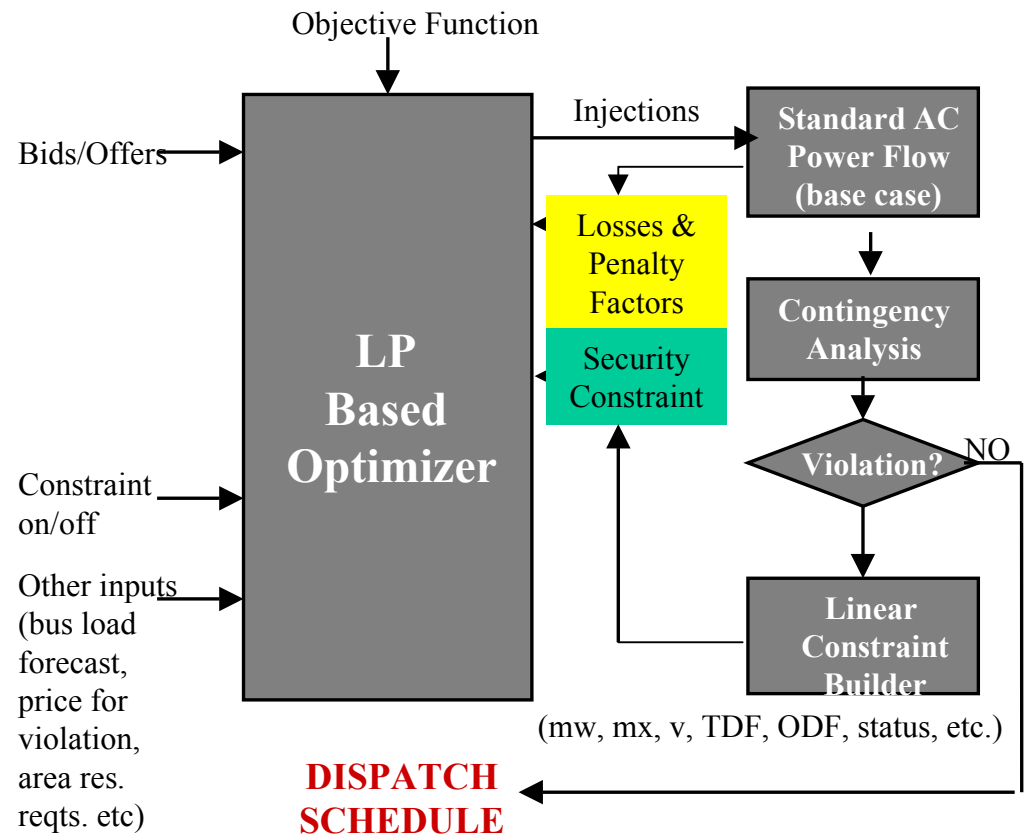 Objective Function
Bids/Offers
Constraint
on/off
Other inputs
(bus load
forecast,
price for
violation,
area res.
reqts. etc)
LP
Based
Optimizer
Injections
Standard AC
Power Flow
(base case)
Losses &
Penalty
Factors
Security
Constraint
Contingency
Analysis
Violation?
NO
Linear
Constraint
Builder
(mw, mx, v, TDF, ODF, status, etc.)
DISPATCH
SCHEDULE